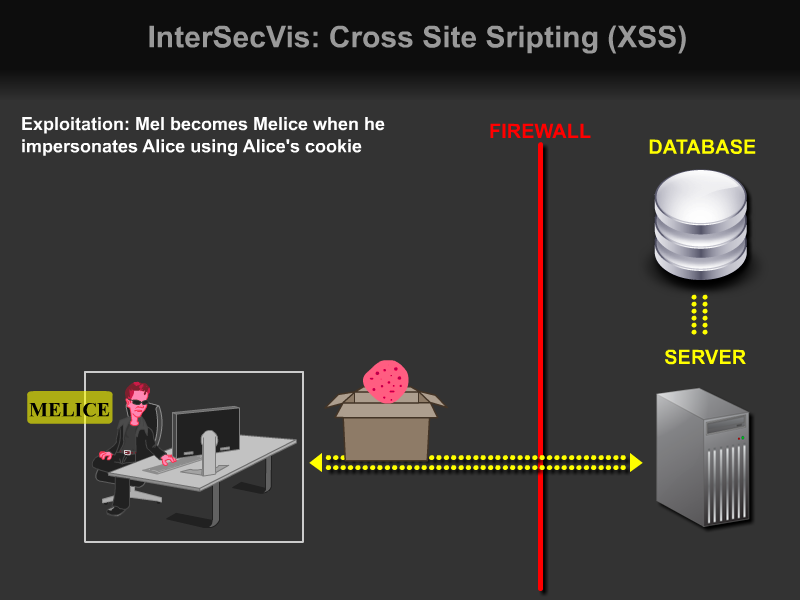 InterSecVis: Cross Site Sripting (XSS)
Exploitation: Mel becomes Melice when he
impersonates Alice using Alice's cookie
FIREWALL
DATABASE
SERVER
MELICE